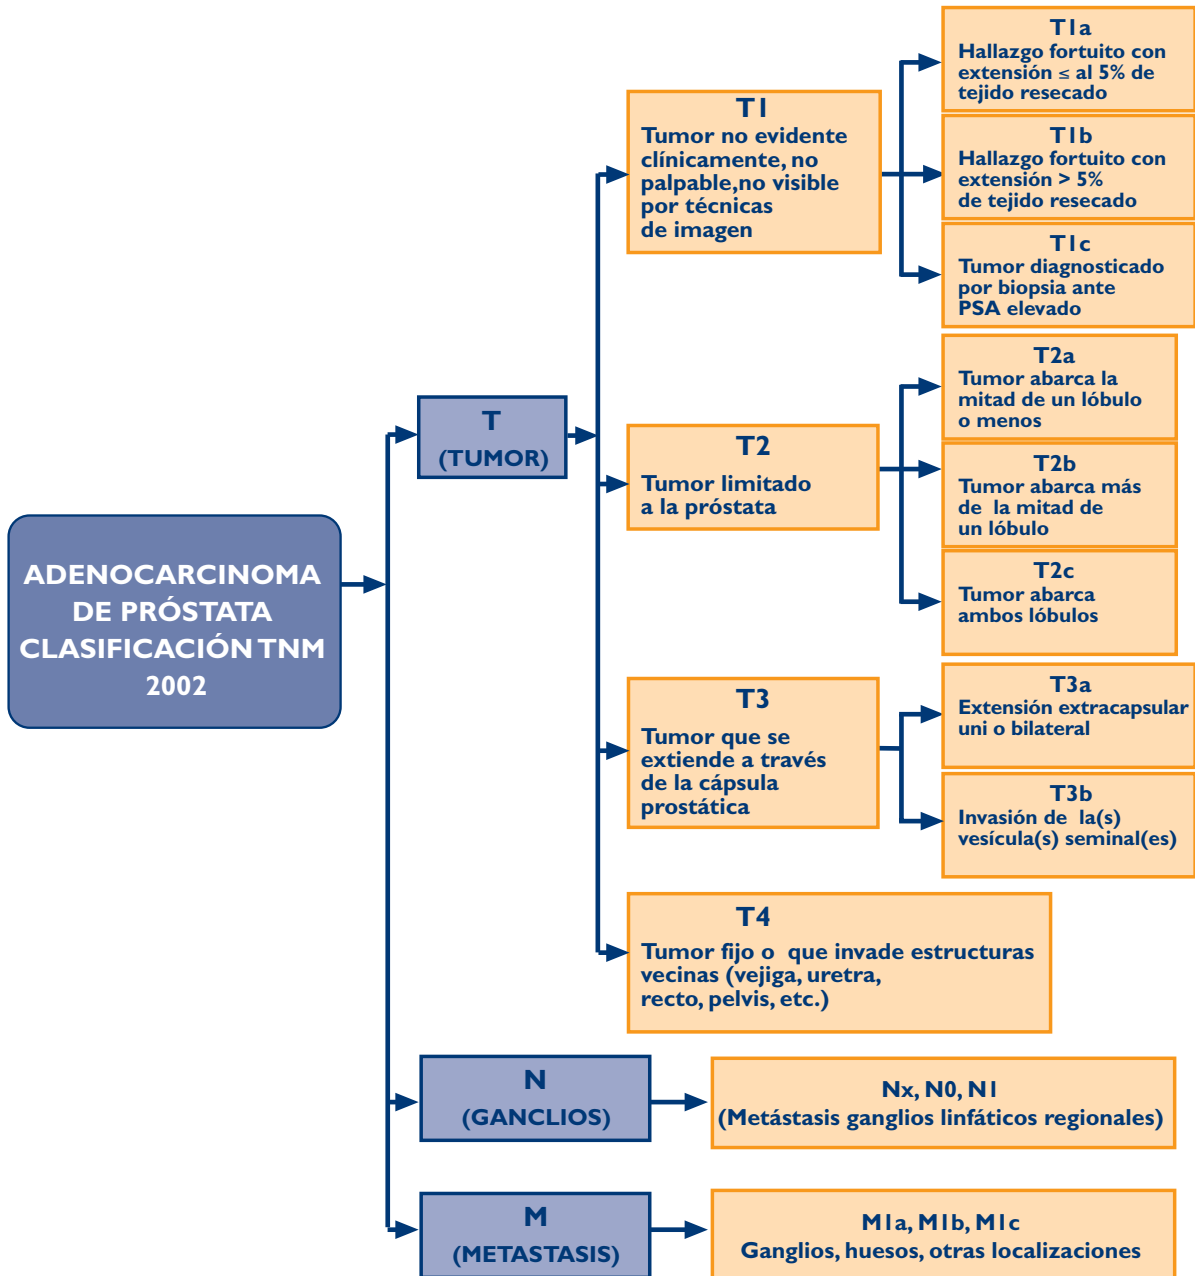 ADENOCARCINOMA
DE PRÓSTATA
CLASIFICACIÓN TNM
2002
T
(TUMOR)
T1
Tumor no evidente
clínicamente, no
palpable,no visible
por técnicas
de imagen
T1a
Hallazgo fortuito con
extensión ≤ al 5% de
tejido resecado
T1b
Hallazgo fortuito con
extensión > 5%
de tejido resecado
T1c
Tumor diagnosticado
por biopsia ante
PSA elevado
T2
Tumor limitado
a la próstata
T2a
Tumor abarca la
mitad de un lóbulo
o menos
T2b
Tumor abarca más
de la mitad de
un lóbulo
T2c
Tumor abarca
ambos lóbulos
T3
Tumor que se
extiende a través
de la cápsula
prostática
T3a
Extensión extracapsular
uni o bilateral
T3b
Invasión de la(s)
vesícula(s) seminal(es)
T4
Tumor fijo o que invade estructuras
vecinas (vejiga, uretra,
recto, pelvis, etc.)
N
(GANCLIOS)
Nx, N0, N1
(Metástasis ganglios linfáticos regionales)
M
(METASTASIS)
M1a, M1b, M1c
Ganglios, huesos, otras localizaciones